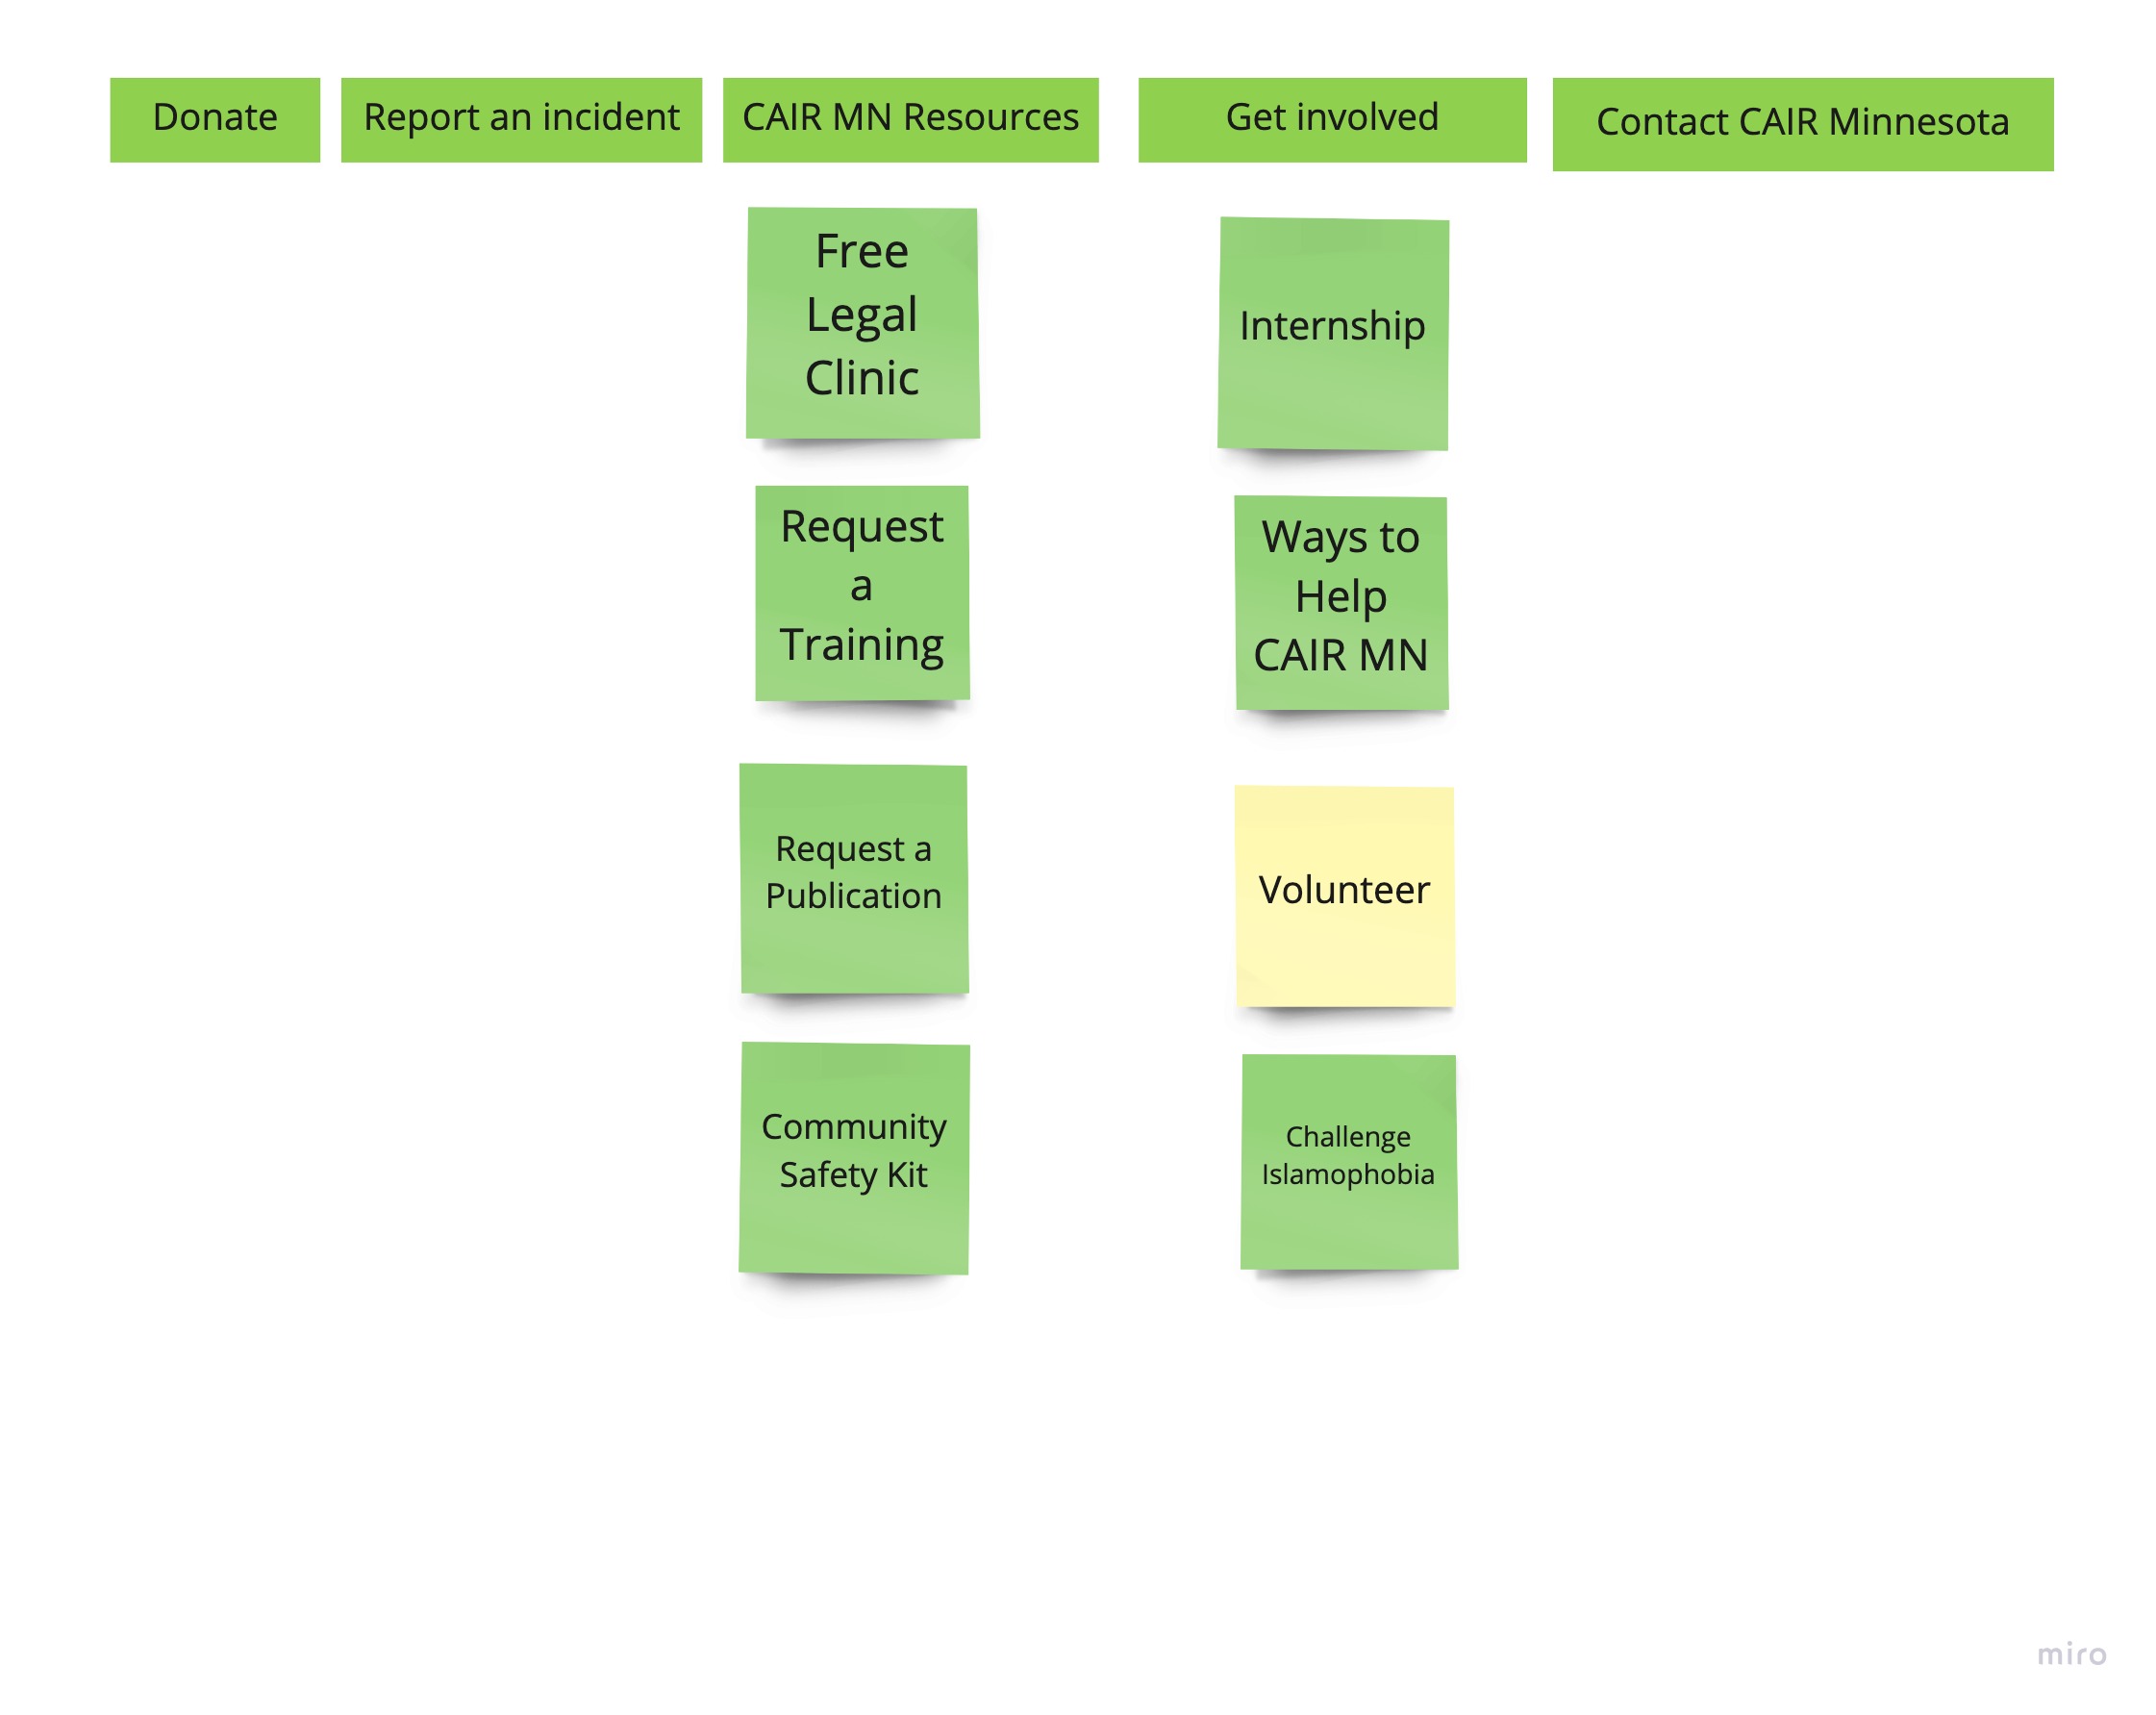 Donate
Report an incident
CAIR MN Resources
Get involved
Contact CAIR Minnesota
Free
Legal
Clinic
Request
a
Training
Request a
Publication
Community
Safety Kit
Internship
Ways to
Help
CAIR MN
Volunteer
Challenge
Islamophobia
miro